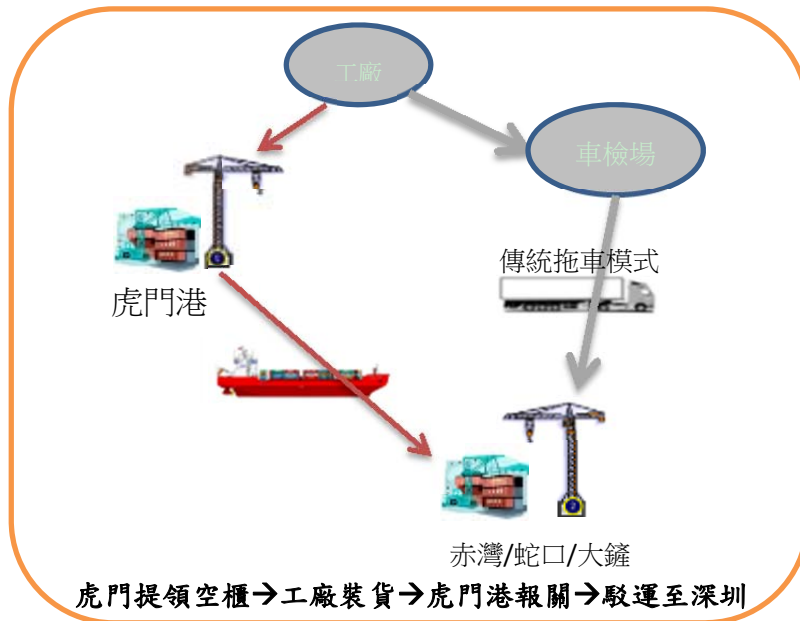 工廠
車檢場
傳統拖車模式
虎門港
赤灣/蛇口/大鏟
虎門提領空櫃→工廠裝貨→虎門港報關→駁運至深圳